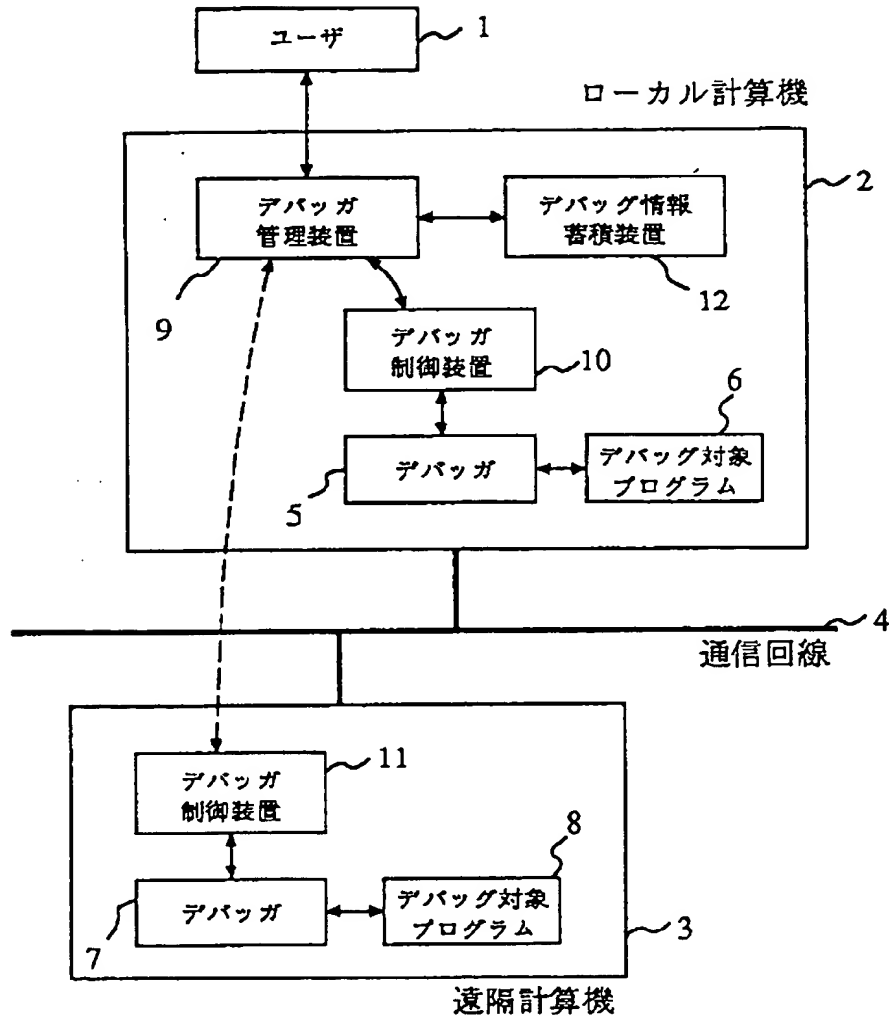 ユーザ
1
ローカル計算機
2
デバッガ
管理装置
9
デバッグ情報
蓄積装置
12
デバッガ
制御装置
10
6
デバッガ
5
デバッグ対象
プログラム
4
通信回線
デバッガ
制御装置
11
8
デバッガ
7
デバッグ対象
プログラム
3
遠隔計算機